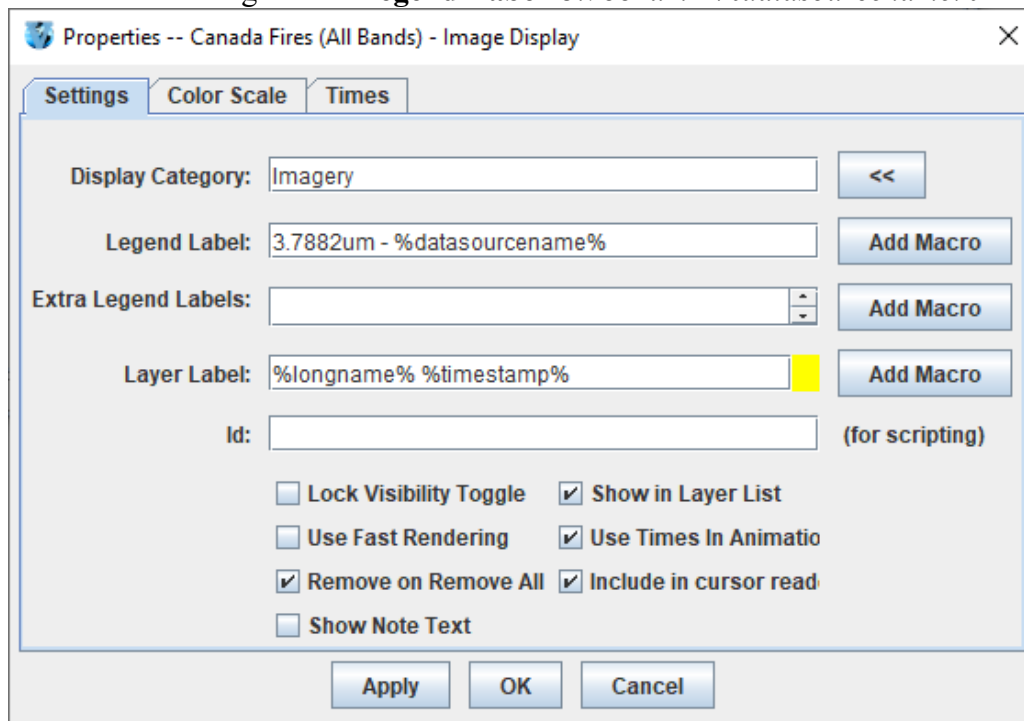 Properties -- Canada Fires (All Bands) - Image Display
Settings Color Scale Times
Display Category: Imagery <<
Legend Label: 3.7882um - %datasourcename% Add Macro
Extra Legend Labels: Add Macro
Layer Label: %longname% %timestamp% Add Macro
Id: (for scripting)
Lock Visibility Toggle Show in Layer List
Use Fast Rendering Use Times In Animatio
Remove on Remove All Include in cursor read
Show Note Text
Apply OK Cancel